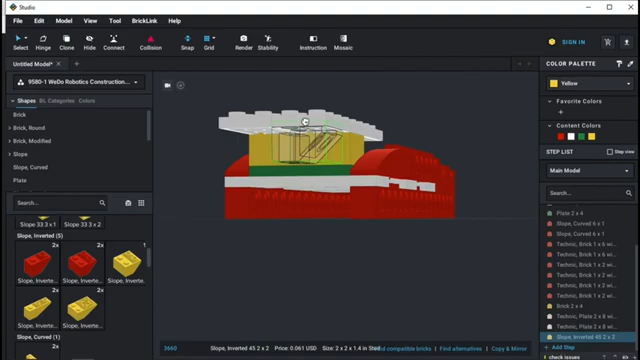 Studio
File Edit Model View Tool BrickLink Help
Select Hinge Clone Hide Connect Collision Snap Grid Render Stability Instruction Mosaic SIGN IN
Untitled Model*
9580-1 WeDo Robotics Construction...
Shapes BL Categories Colors
Brick
Brick, Round
Brick, Modified
Slope
Slope, Curved
Plate
Search...
Slope 33 3 x 1 Slope 33 3 x 2
Slope, Inverted (5)
2x 2x 1
Slope, Inverte... Slope, Inverte... Slope, Inverte...
2x 2x
Slope, Inverte... Slope, Inverte...
Slope, Curved (1)
2x
COLOR PALETTE
Yellow
Favorite Colors
Content Colors
STEP LIST Step view
Main Model
Search...
Plate 2 x 4
Slope, Curved 6 x 1
Slope, Curved 6 x 1
Technic, Brick 1 x 6 wi...
Technic, Brick 1 x 6 wi...
Technic, Brick 1 x 2 wi...
Technic, Brick 1 x 2 wi...
Technic, Brick 1 x 2 wi...
Brick 2 x 4
Technic, Plate 2 x 8 wi...
Technic, Plate 2 x 8 wi...
Slope, Inverted 45 2 x 2
Add Step
check issues
3660 Slope, Inverted 45 2 x 2 Price: 0.061 USD Size: 2 x 2 x 1.4 in Stud
Find compatible bricks Find alternatives Copy & Mirror